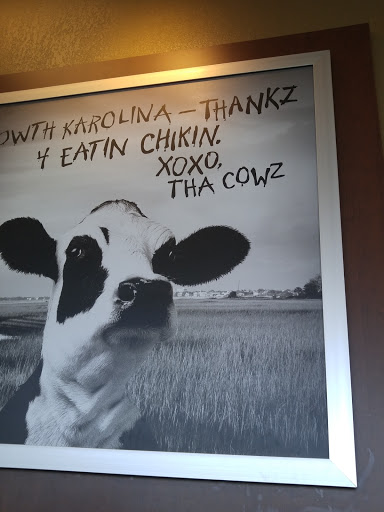 OWTH KAROLINA — THANKZ
4 EATIN CHIKIN.
XOXO,
THA COWZ